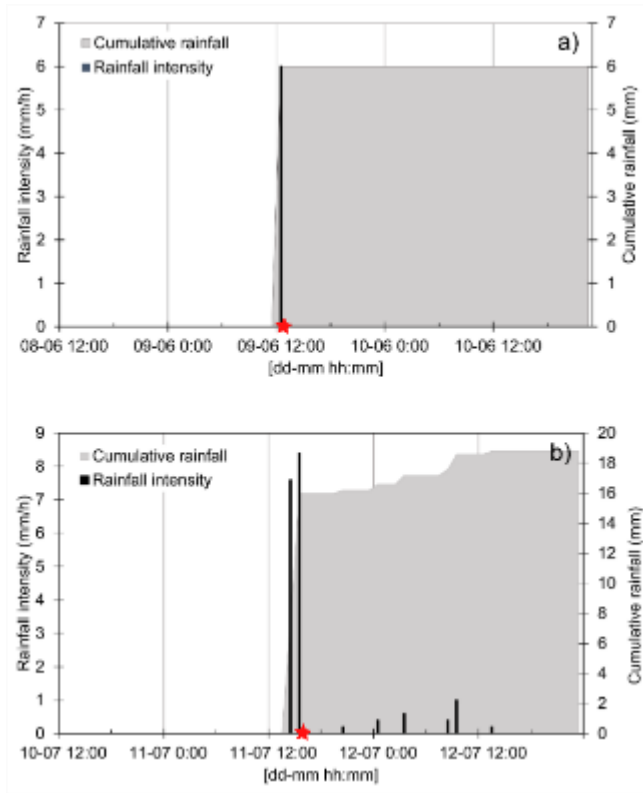 a)
Cumulative rainfall
Rainfall intensity
Rainfall intensity (mm/h)
7
6
5
4
3
2
1
0
Cumulative rainfall (mm)
7
6
5
4
3
2
1
0
08-06 12:00 09-06 0:00 09-06 12:00 10-06 0:00 10-06 12:00
[dd-mm hh:mm]
b)
Cumulative rainfall
Rainfall intensity
Rainfall intensity (mm/h)
9
8
7
6
5
4
3
2
1
0
Cumulative rainfall (mm)
20
18
16
14
12
10
8
6
4
2
0
10-07 12:00 11-07 0:00 11-07 12:00 12-07 0:00 12-07 12:00
[dd-mm hh:mm]